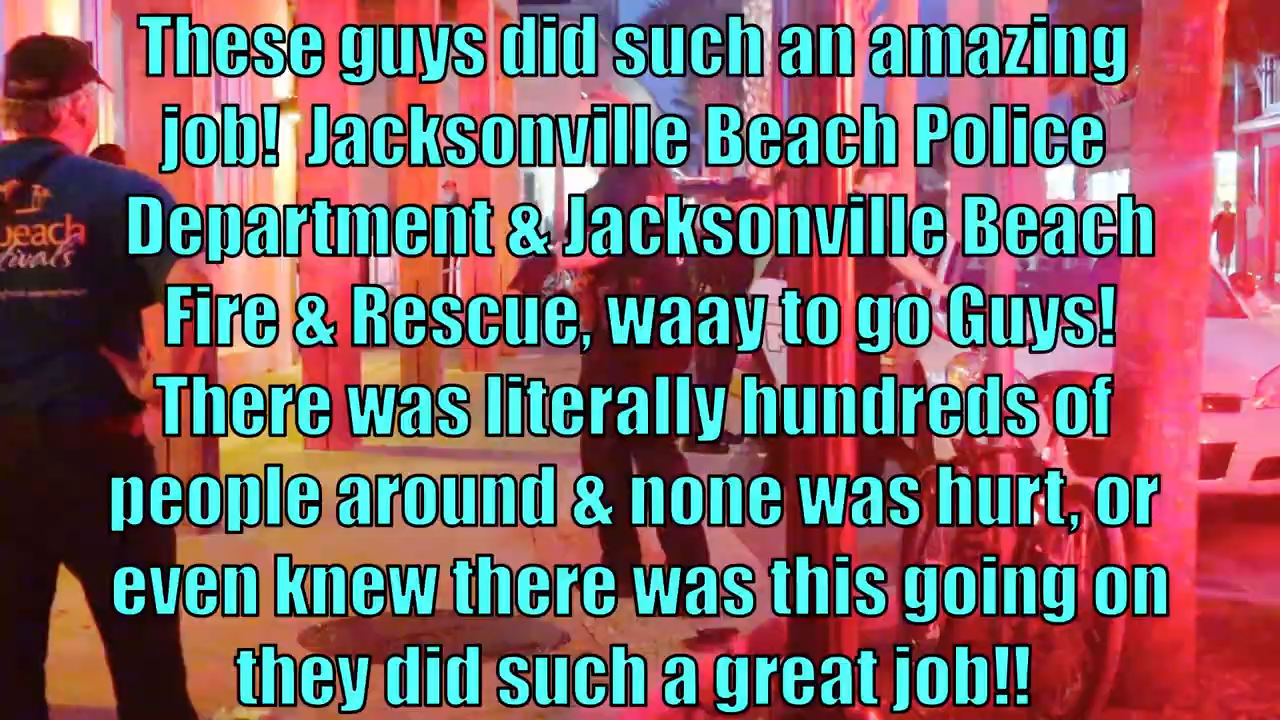 These guys did such an amazing
job! Jacksonville Beach Police
Department & Jacksonville Beach
Fire & Rescue, waay to go Guys!
There was literally hundreds of
people around & none was hurt, or
even knew there was this going on
they did such a great job!!
beach